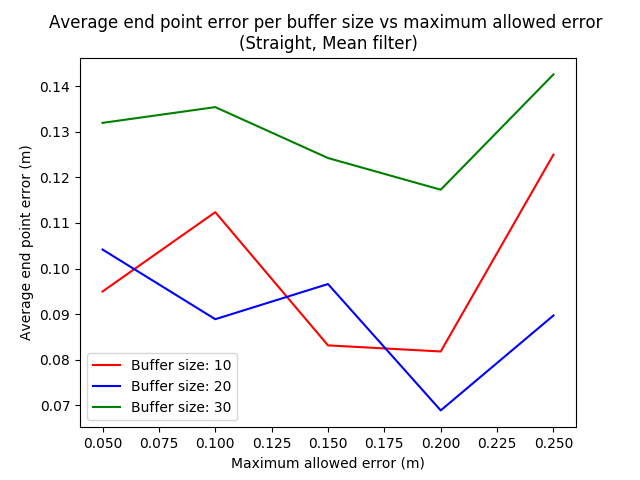 Average end point error per buffer size vs maximum allowed error
(Straight, Mean filter)
Average end point error (m)
0.14
0.13
0.12
0.11
0.10
0.09
0.08
0.07
Buffer size: 10
Buffer size: 20
Buffer size: 30
0.050 0.075 0.100 0.125 0.150 0.175 0.200 0.225 0.250
Maximum allowed error (m)